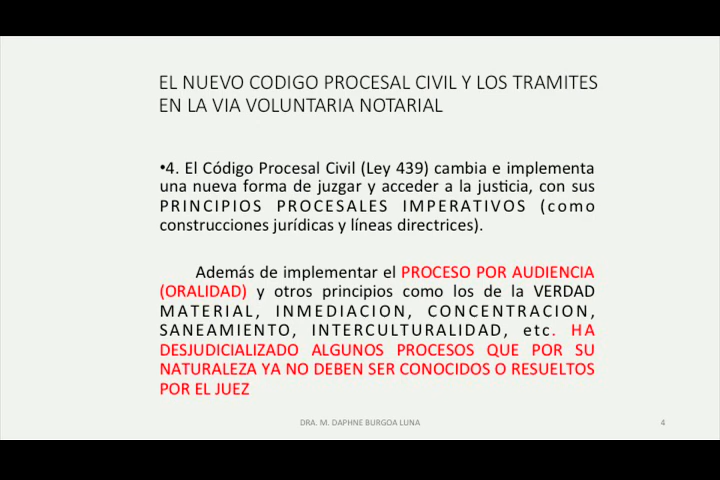 EL NUEVO CODIGO PROCESAL CIVIL Y LOS TRAMITES
EN LA VIA VOLUNTARIA NOTARIAL
•4. El Código Procesal Civil (Ley 439) cambia e implementa
una nueva forma de juzgar y acceder a la justicia, con sus
PRINCIPIOS PROCESALES IMPERATIVOS (como
construcciones jurídicas y líneas directrices).
Además de implementar el PROCESO POR AUDIENCIA
(ORALIDAD) y otros principios como los de la VERDAD
MATERIAL, INMEDIACION, CONCENTRACION,
SANEAMIENTO, INTERCULTURALIDAD, etc. HA
DESJUDICIALIZADO ALGUNOS PROCESOS QUE POR SU
NATURALEZA YA NO DEBEN SER CONOCIDOS O RESUELTOS
POR EL JUEZ
DRA. M. DAPHNE BURGOA LUNA
4